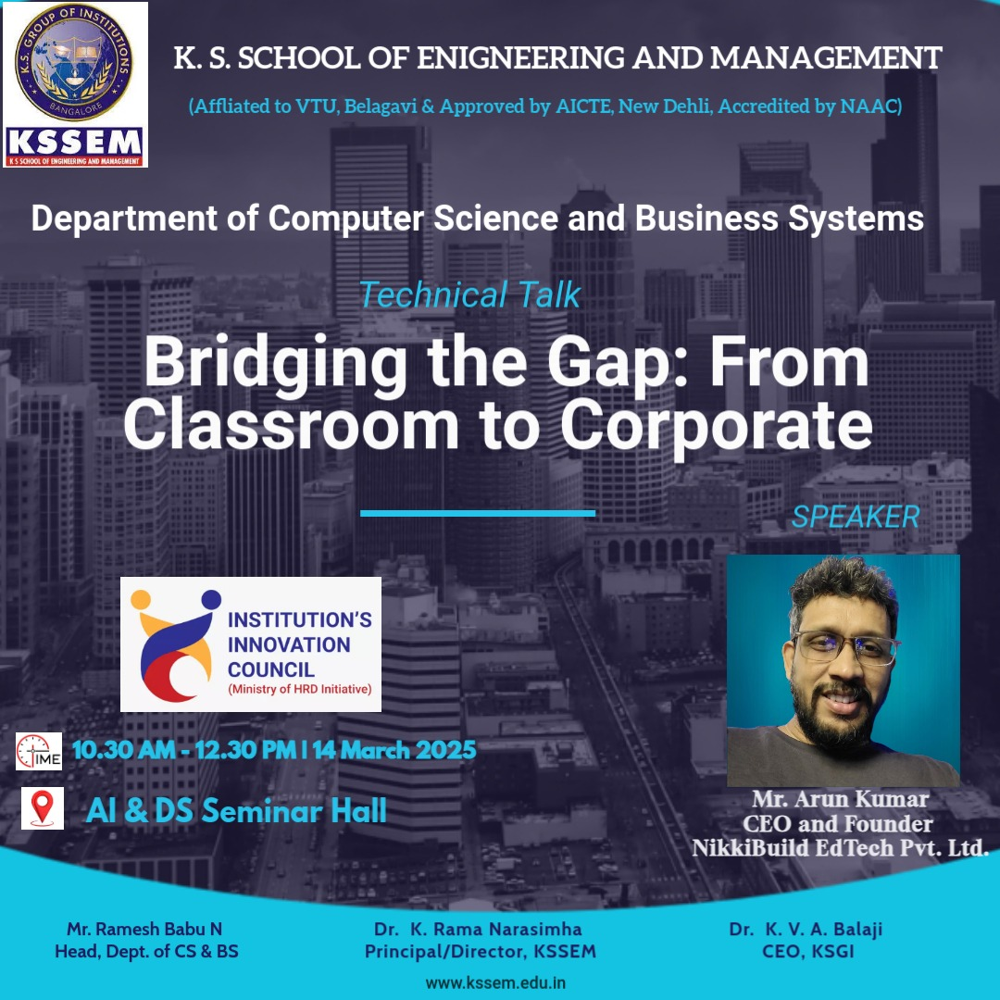 K.S. GROUP OF INSTITUTIONS
BANGALORE
KSSEM
K S SCHOOL OF ENGINEERING AND MANAGEMENT
K. S. SCHOOL OF ENIGNEERING AND MANAGEMENT
(Affliated to VTU, Belagavi & Approved by AICTE, New Dehli, Accredited by NAAC)
Department of Computer Science and Business Systems
Technical Talk
Bridging the Gap: From
Classroom to Corporate
SPEAKER
INSTITUTION'S
INNOVATION
COUNCIL
(Ministry of HRD Initiative)
TIME
10.30 AM - 12.30 PM | 14 March 2025
AI & DS Seminar Hall
Mr. Arun Kumar
CEO and Founder
NikkiBuild EdTech Pvt. Ltd.
Mr. Ramesh Babu N
Head, Dept. of CS & BS
Dr. K. Rama Narasimha
Principal/Director, KSSEM
Dr. K. V. A. Balaji
CEO, KSGI
www.kssem.edu.in